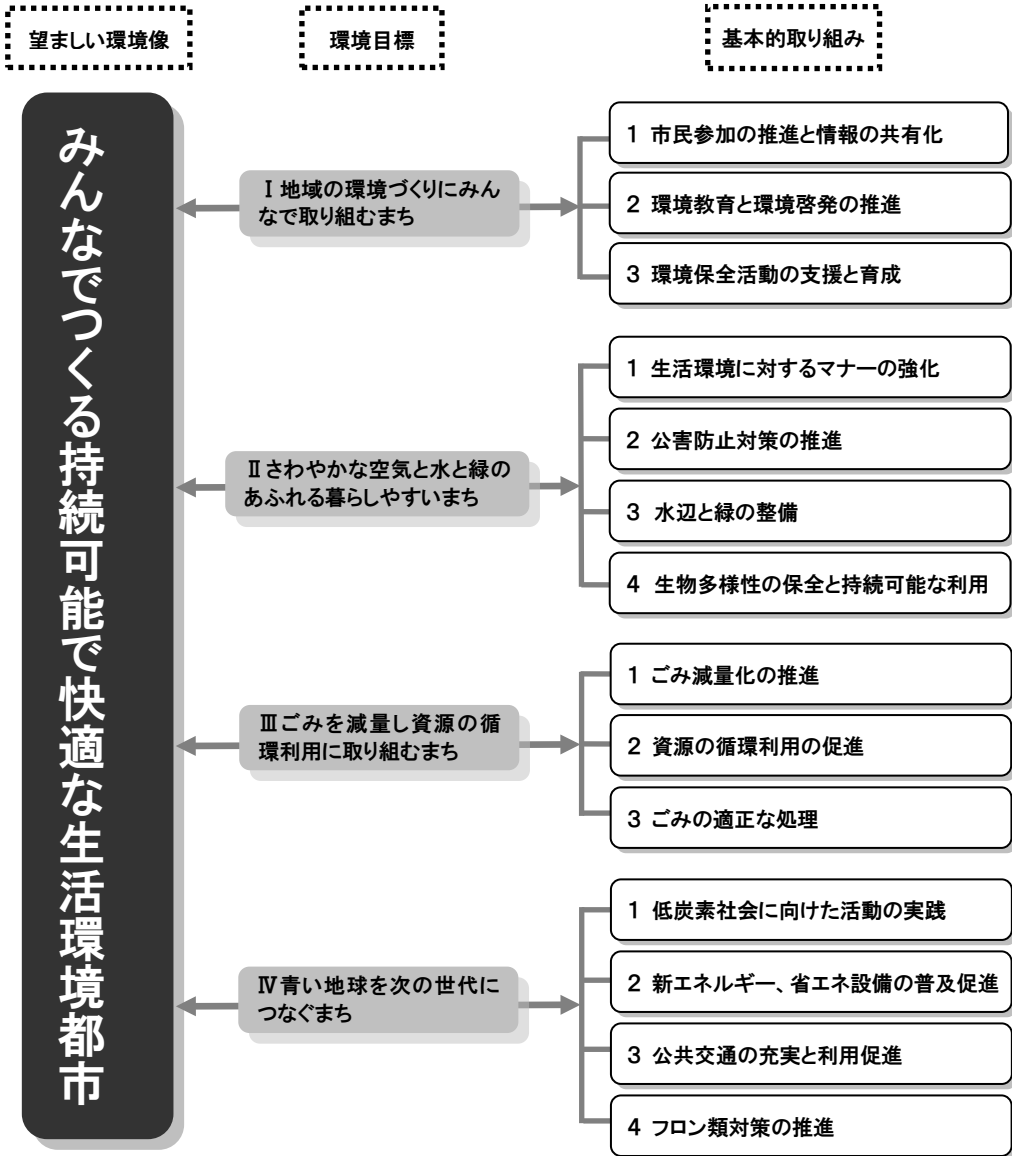 望ましい環境像
環境目標
基本的取り組み
みんなでつくる持続可能で快適な生活環境都市
Ⅰ地域の環境づくりにみん
なで取り組むまち
1 市民参加の推進と情報の共有化
2 環境教育と環境啓発の推進
3 環境保全活動の支援と育成
Ⅱさわやかな空気と水と緑の
あふれる暮らしやすいまち
1 生活環境に対するマナーの強化
2 公害防止対策の推進
3 水辺と緑の整備
4 生物多様性の保全と持続可能な利用
Ⅲごみを減量し資源の循
環利用に取り組むまち
1 ごみ減量化の推進
2 資源の循環利用の促進
3 ごみの適正な処理
Ⅳ青い地球を次の世代に
つなぐまち
1 低炭素社会に向けた活動の実践
2 新エネルギー、省エネ設備の普及促進
3 公共交通の充実と利用促進
4 フロン類対策の推進